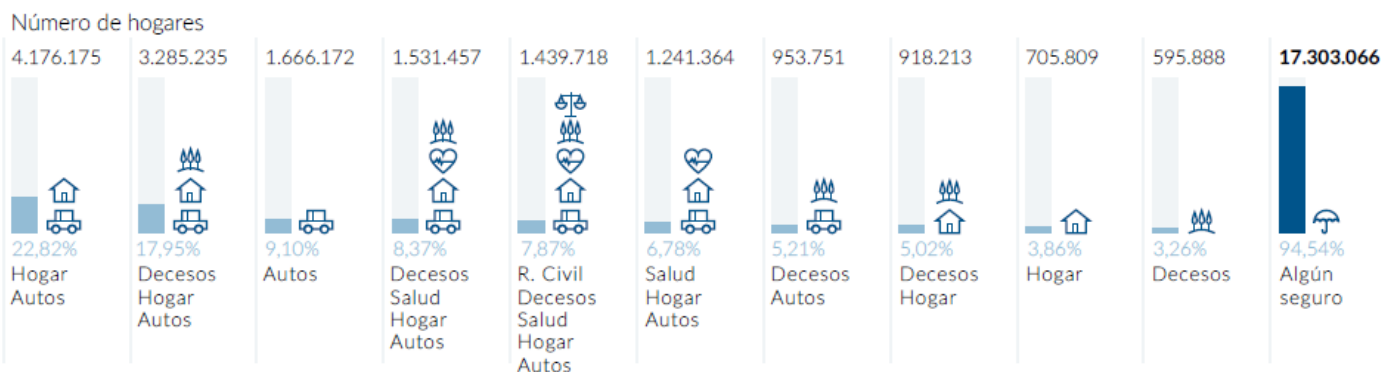 Número de hogares
4.176.175
3.285.235
1.666.172
1.531.457
1.439.718
1.241.364
953.751
918.213
705.809
595.888
17.303.066
22,82%
Hogar
Autos
17,95%
Decesos
Hogar
Autos
9,10%
Autos
8,37%
Decesos
Salud
Hogar
Autos
7,87%
R. Civil
Decesos
Salud
Hogar
Autos
6,78%
Salud
Hogar
Autos
5,21%
Decesos
Autos
5,02%
Decesos
Hogar
3,86%
Hogar
3,26%
Decesos
94,54%
Algún
seguro